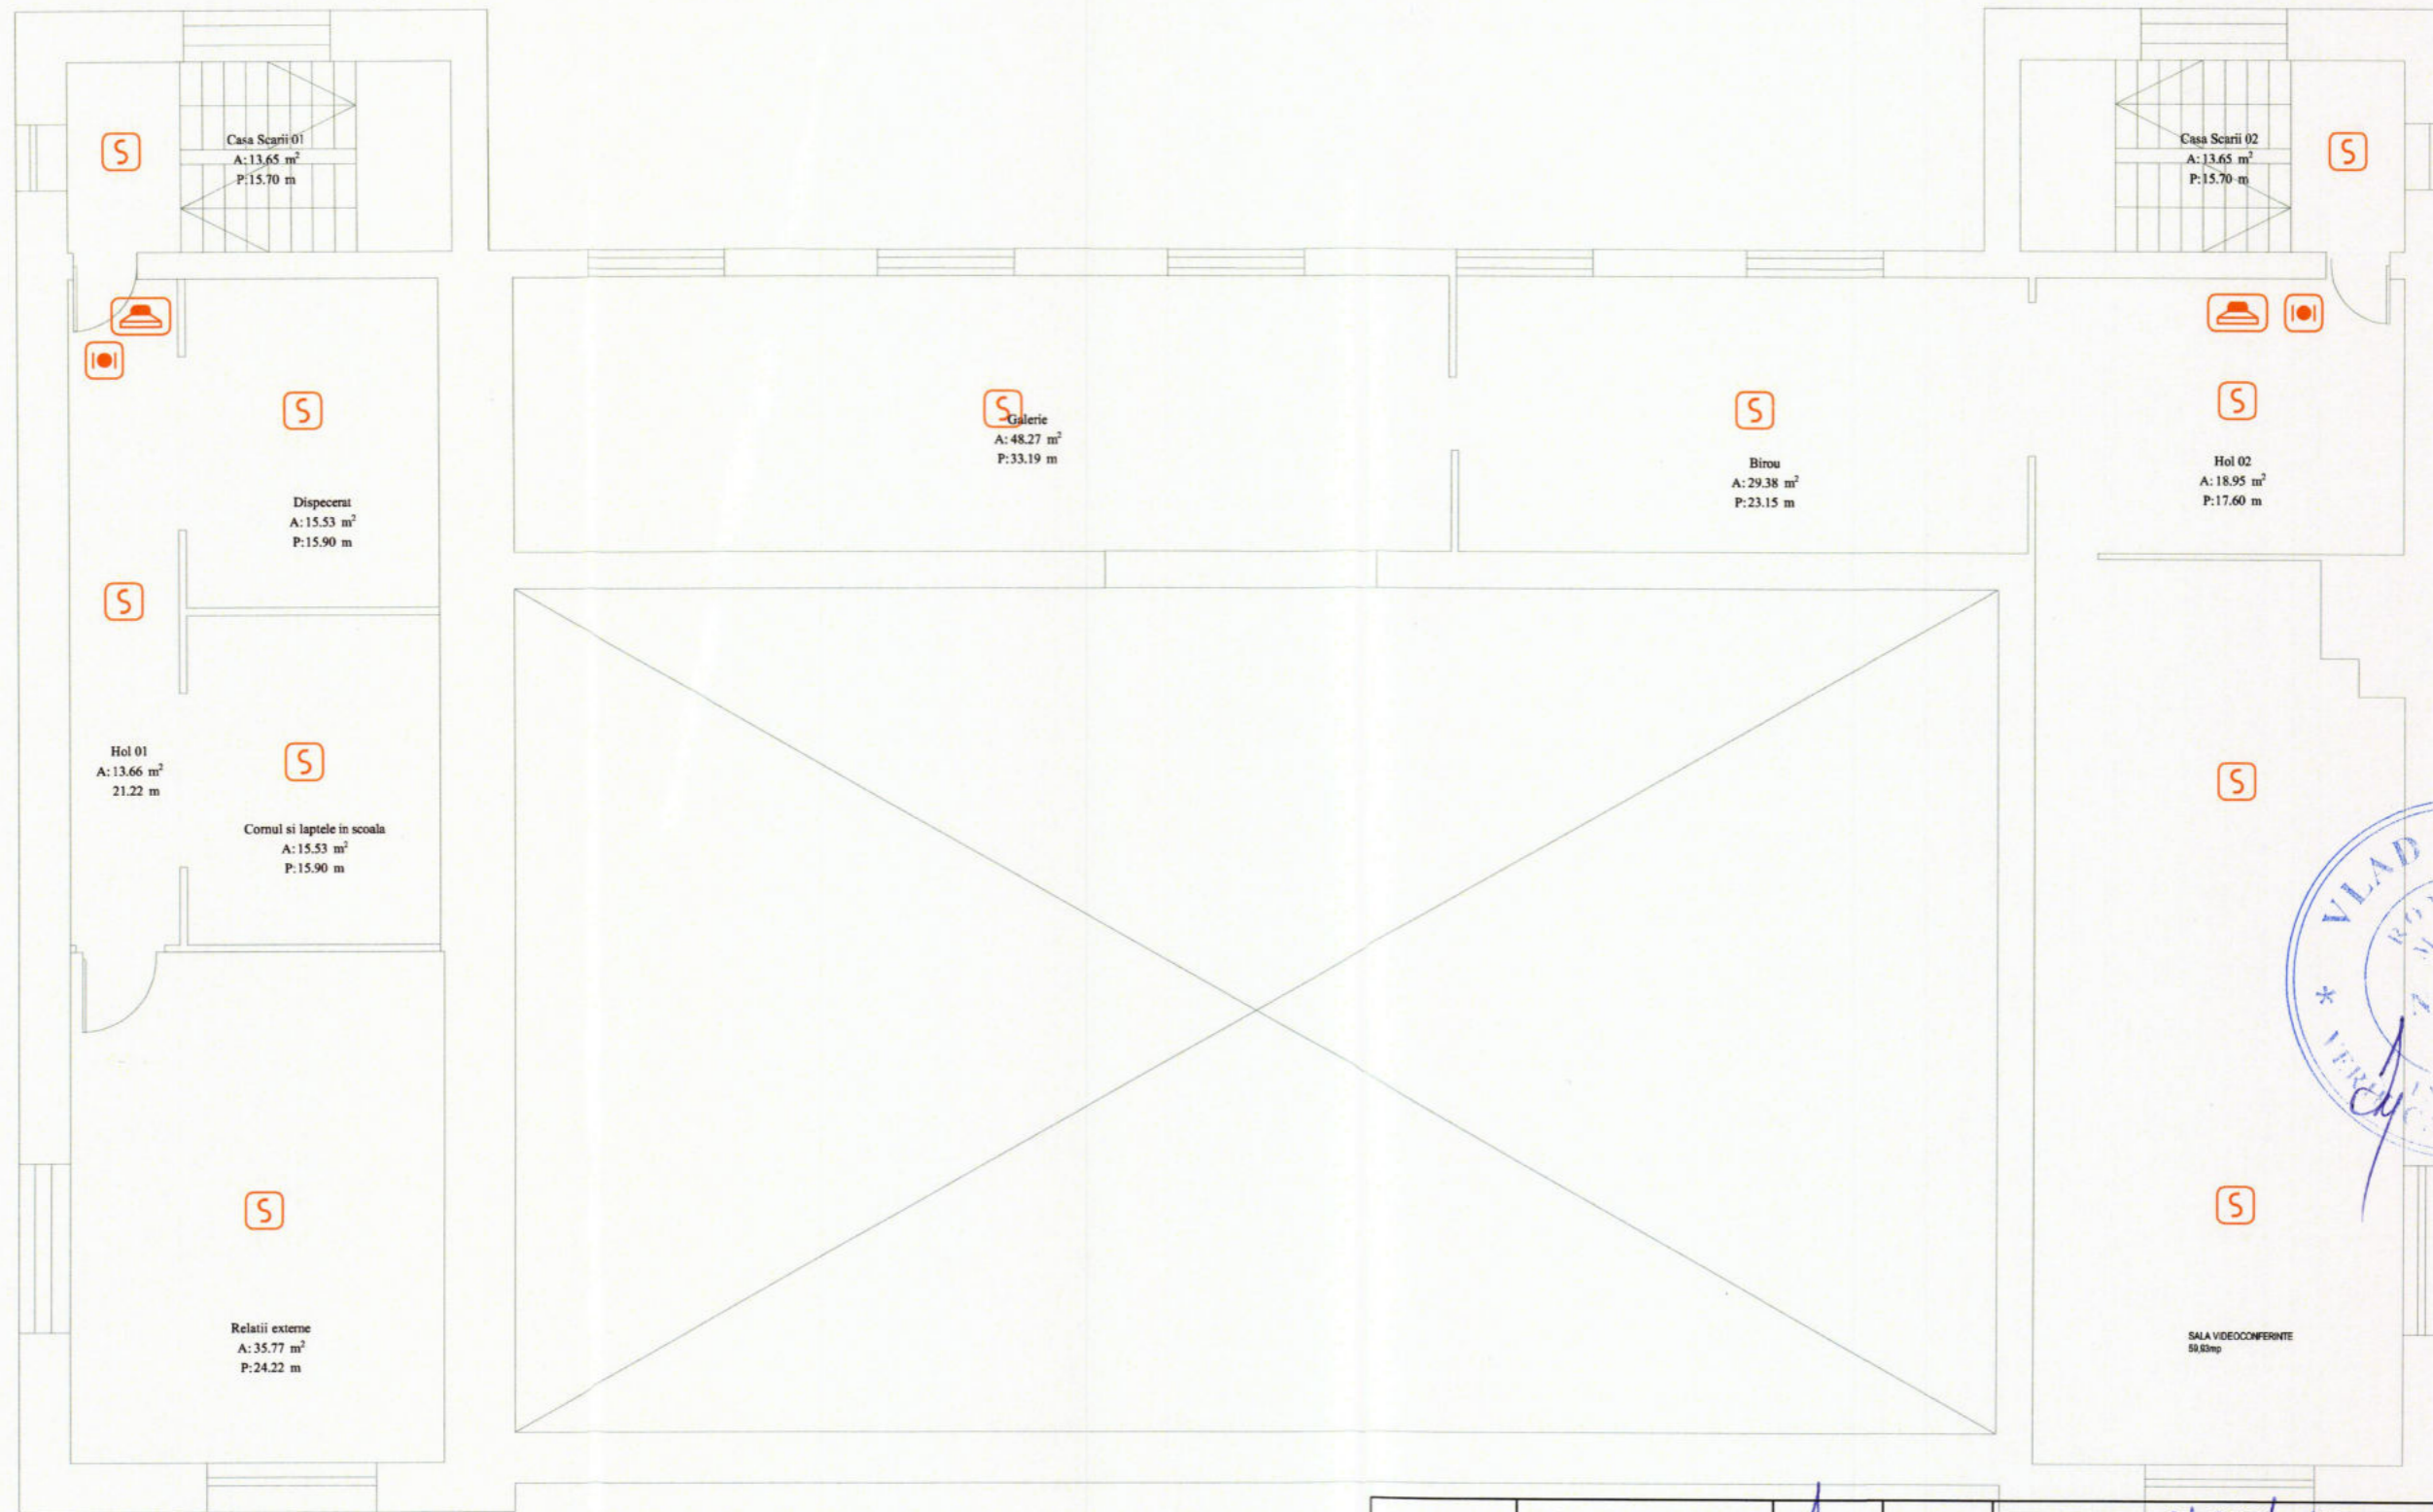 Casa Scarii 01
A: 13.65 m²
P: 15.70 m
S
Casa Scarii 02
A: 13.65 m²
P: 15.70 m
S
S
Dispecerat
A: 15.53 m²
P: 15.90 m
S
Galerie
A: 48.27 m²
P: 33.19 m
S
Birou
A: 29.38 m²
P: 23.15 m
S
Hol 02
A: 18.95 m²
P: 17.60 m
S
Hol 01
A: 13.66 m²
21.22 m
S
Cornul si laptele in scoala
A: 15.53 m²
P: 15.90 m
S
VLAD
S
Relatii externe
A: 35.77 m²
P: 24.22 m
S
SALA VIDEOCONFERINTE
59,93mp